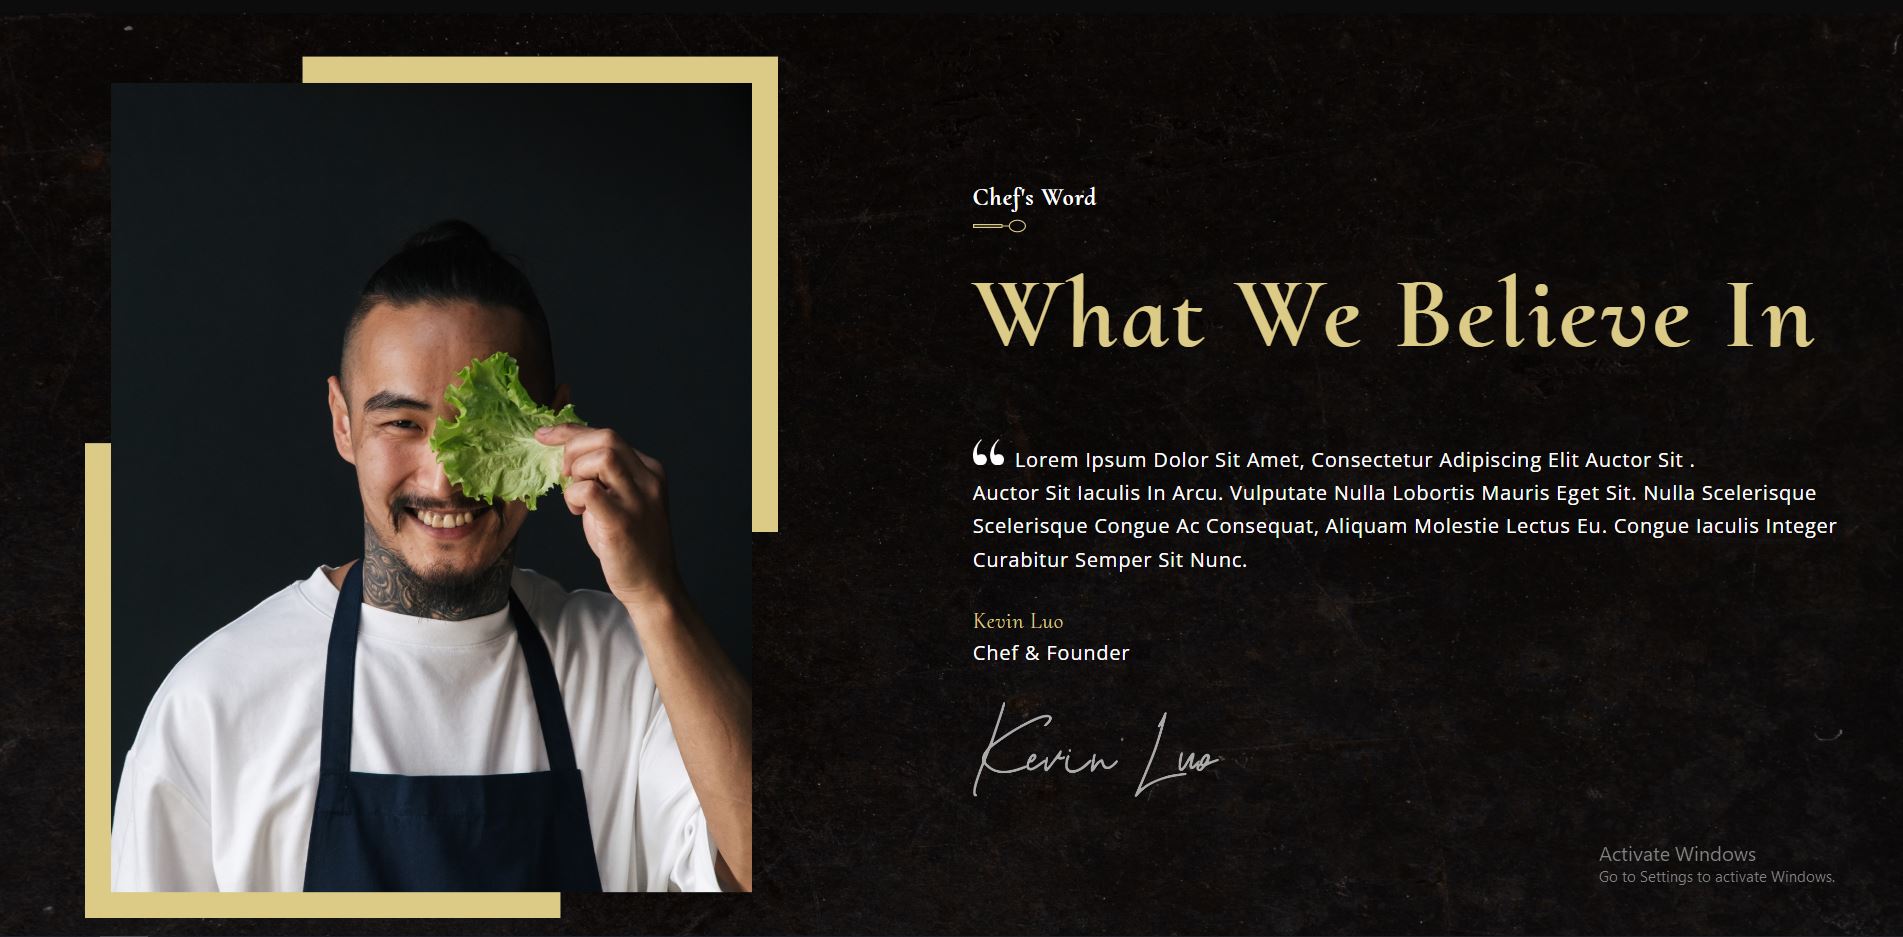 Chef's Word
What We Believe In
“ Lorem Ipsum Dolor Sit Amet, Consectetur Adipiscing Elit Auctor Sit .
Auctor Sit Iaculis In Arcu. Vulputate Nulla Lobortis Mauris Eget Sit. Nulla Scelerisque
Scelerisque Congue Ac Consequat, Aliquam Molestie Lectus Eu. Congue Iaculis Integer
Curabitur Semper Sit Nunc.
Kevin Luo
Chef & Founder
Kevin Luo
Activate Windows
Go to Settings to activate Windows.